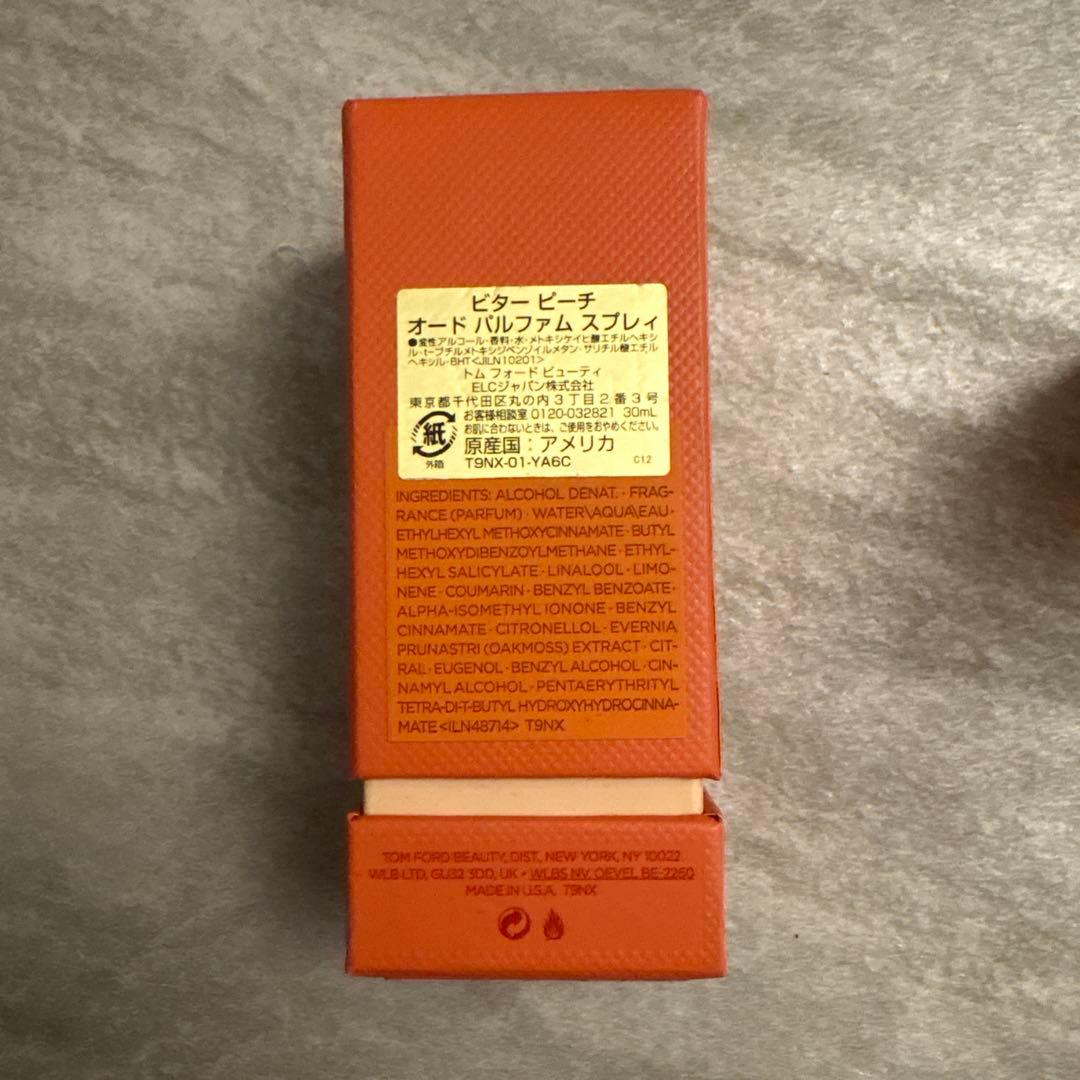 ビター ピーチ
オード パルファム スプレィ
●変性アルコール・香料・水・メトキシケイヒ酸エチルヘキシ
ル・t-ブチルメトキシジベンゾイルメタン・サリチル酸エチル
ヘキシル・BHT<JILN10201>
トム フォード ビューティ
ELCジャパン株式会社
東京都千代田区丸の内3丁目2番3号
お客様相談室 0120-032821 30mL
お肌に合わないときは、ご使用をおやめください。
紙
原産国：アメリカ
外箱
T9NX-01-YA6C C12
INGREDIENTS: ALCOHOL DENAT. · FRAG-
RANCE (PARFUM) · WATER\AQUA\EAU ·
ETHYLHEXYL METHOXYCINNAMATE · BUTYL
METHOXYDIBENZOYLMETHANE · ETHYL-
HEXYL SALICYLATE · LINALOOL · LIMO-
NENE · COUMARIN · BENZYL BENZOATE ·
ALPHA-ISOMETHYL IONONE · BENZYL
CINNAMATE · CITRONELLOL · EVERNIA
PRUNASTRI (OAKMOSS) EXTRACT · CIT-
RAL · EUGENOL · BENZYL ALCOHOL · CIN-
NAMYL ALCOHOL · PENTAERYTHRITYL
TETRA-DI-T-BUTYL HYDROXYHYDROCINNA-
MATE <ILN48714> T9NX
TOM FORD BEAUTY, DIST., NEW YORK, NY 10022
WLB LTD, GU32 3DD, UK • WLBS NV, OEVEL BE-2260
MADE IN U.S.A. T9NX